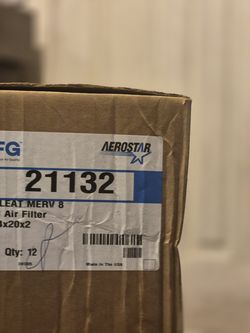 FG
AEROSTAR
21132
LEAT MERV 8
Air Filter
x20x2
Qty: 12
Made In The USA